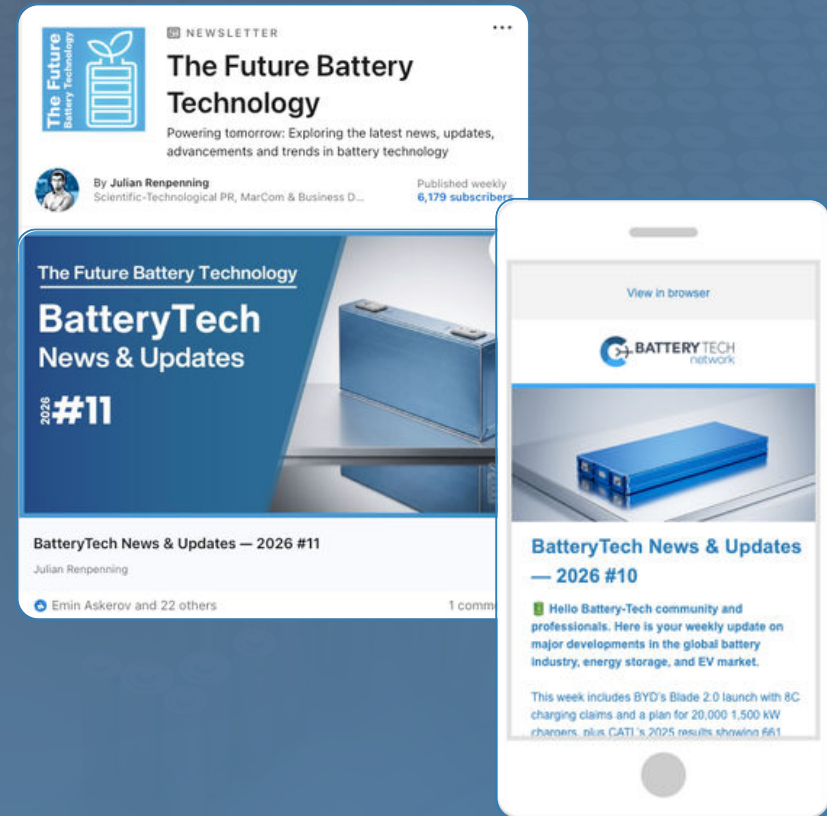 The Future
Battery Technology
NEWSLETTER
The Future Battery
Technology
Powering tomorrow: Exploring the latest news, updates,
advancements and trends in battery technology
By Julian Renpenning
Scientific-Technological PR, MarCom & Business D...
Published weekly
6,179 subscribers
The Future Battery Technology
BatteryTech
News & Updates
2026
#11
BatteryTech News & Updates — 2026 #11
Julian Renpenning
Emin Askerov and 22 others
1 comme
View in browser
BATTERY TECH
network
BatteryTech News & Updates
— 2026 #10
Hello Battery-Tech community and
professionals. Here is your weekly update on
major developments in the global battery
industry, energy storage, and EV market.
This week includes BYD's Blade 2.0 launch with 8C
charging claims and a plan for 20,000 1,500 kW
chargers, plus CATL's 2025 results showing 661